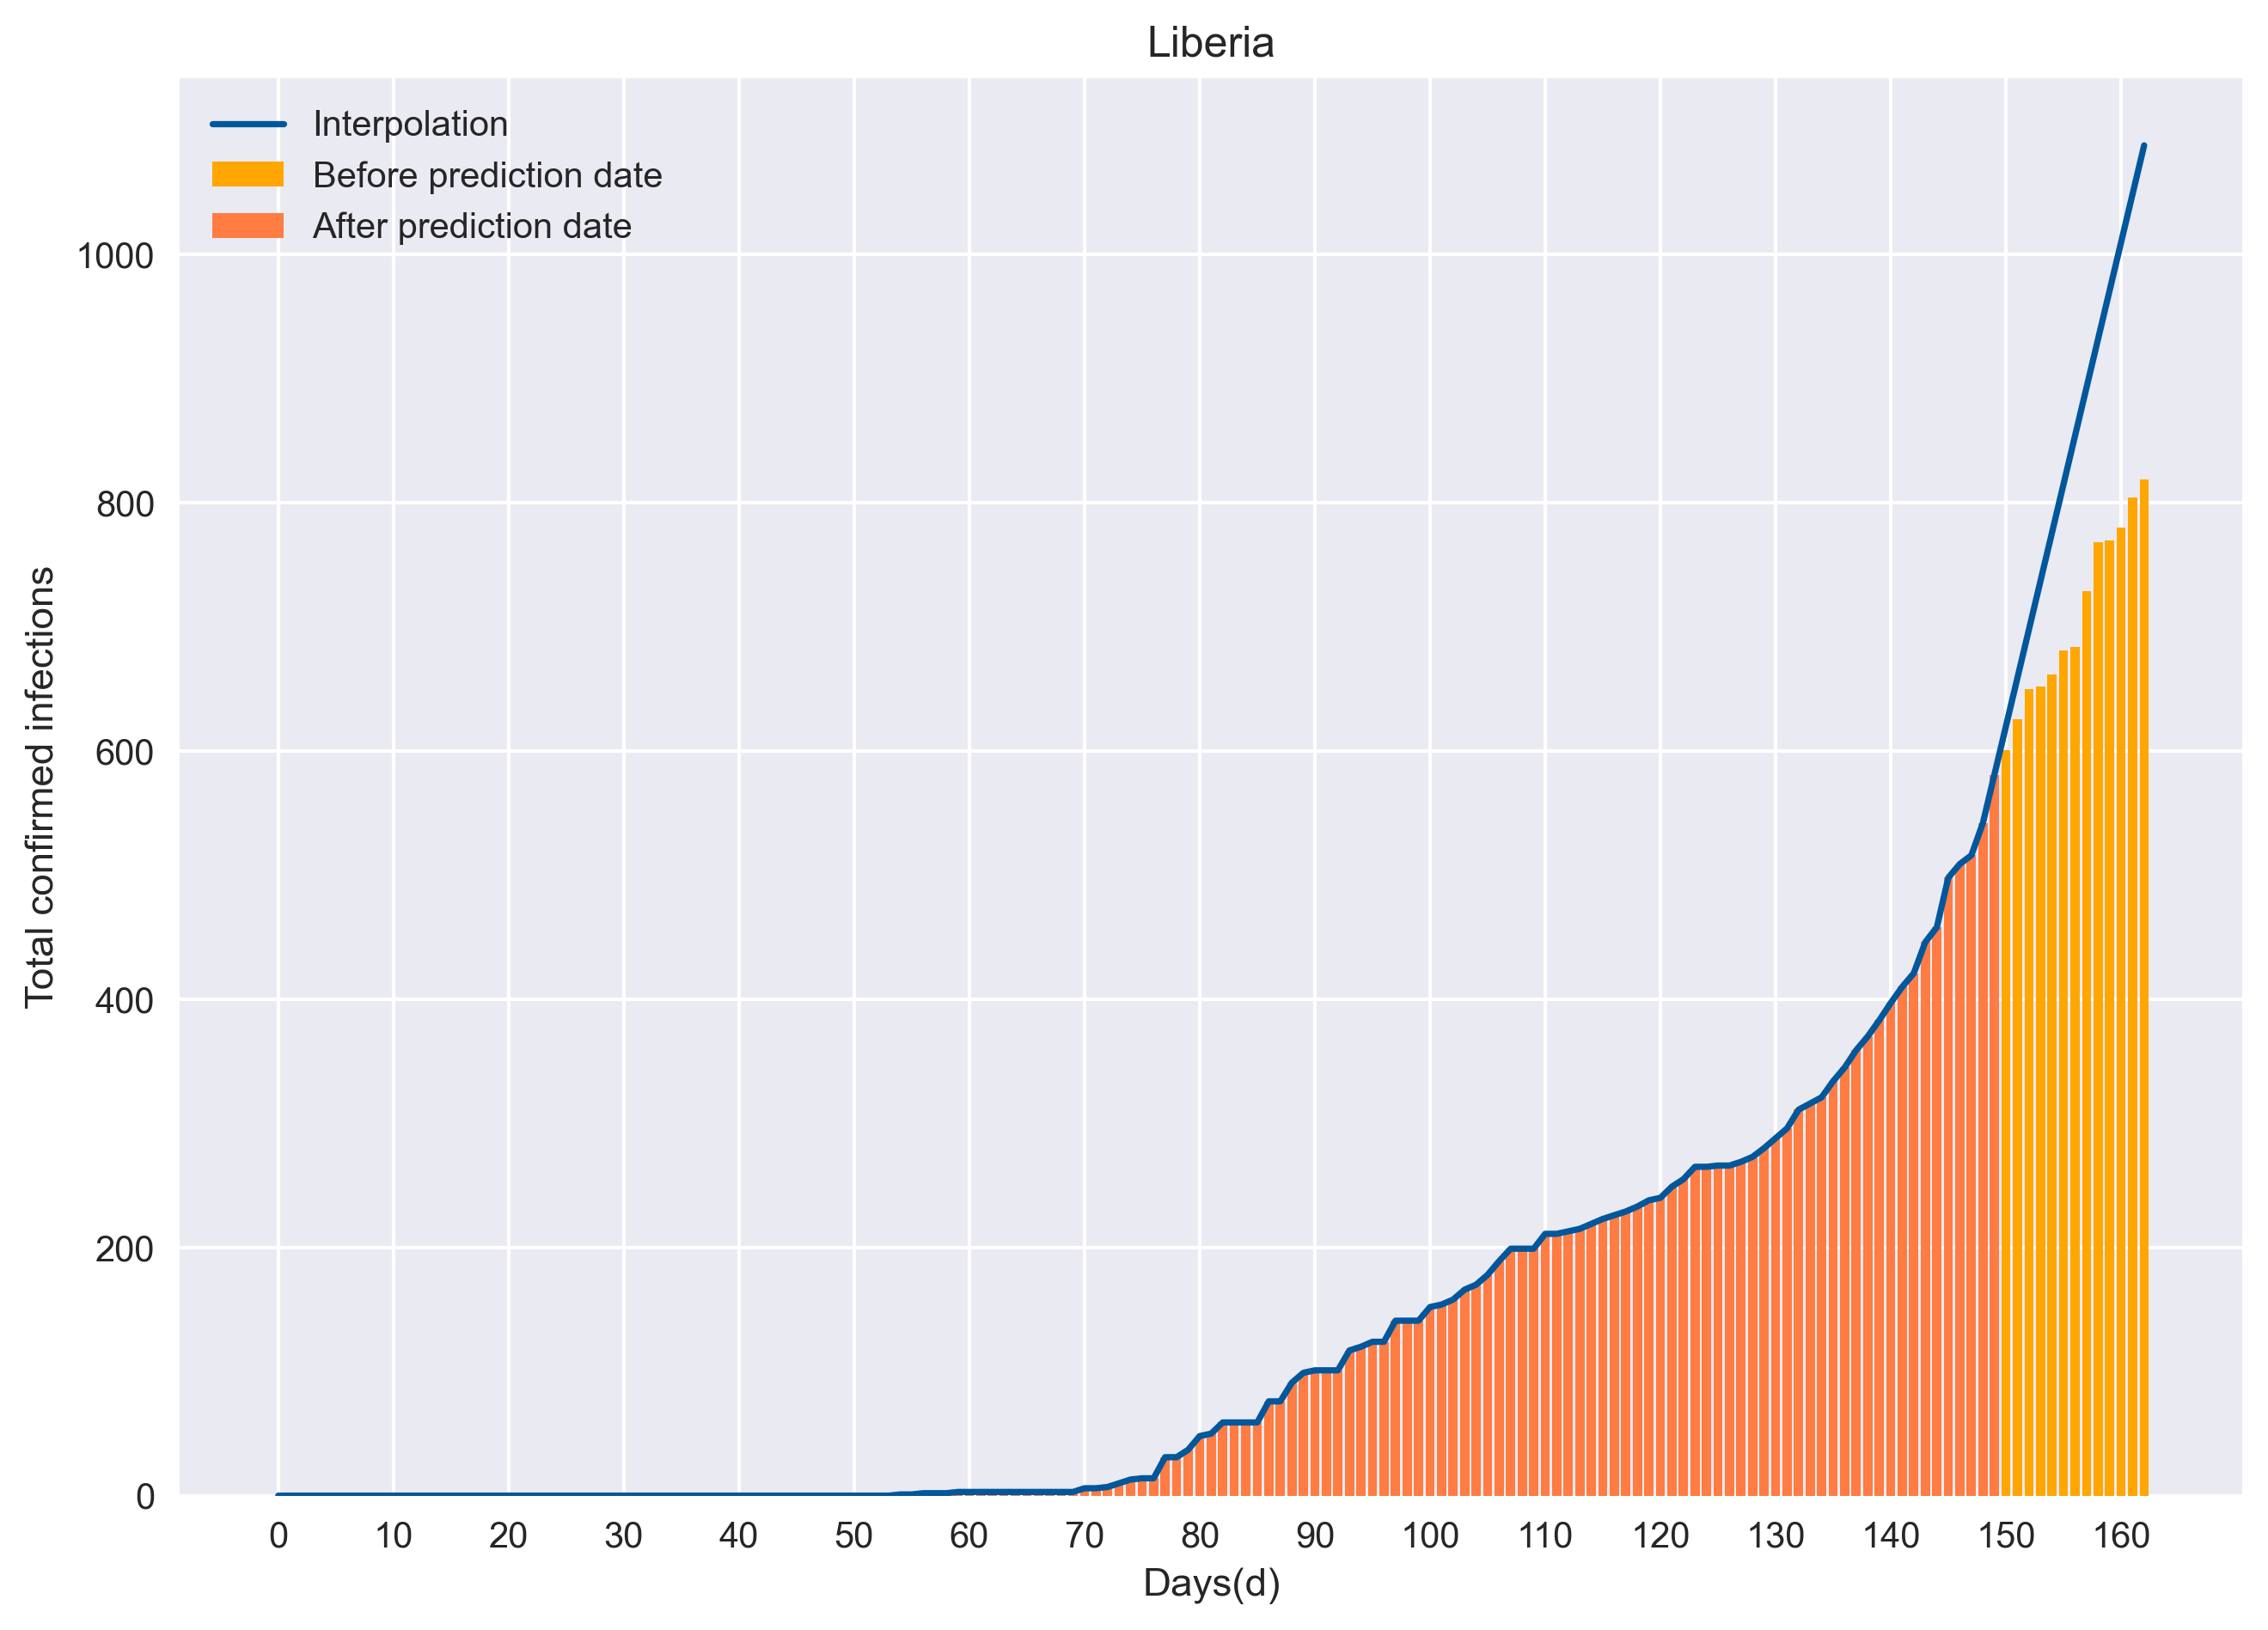 Liberia
Interpolation
Before prediction date
After prediction date
1000
800
600
400
200
0
Total confirmed infections
0 10 20 30 40 50 60 70 80 90 100 110 120 130 140 150 160
Days(d)